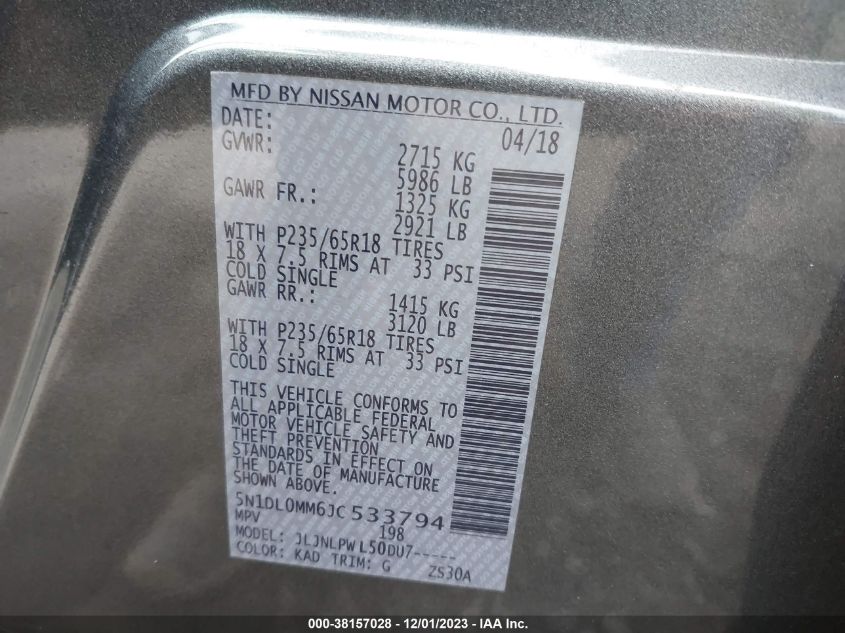 MFD BY NISSAN MOTOR CO., LTD.
DATE: 04/18
GVWR: 2715 KG
5986 LB
GAWR FR.: 1325 KG
2921 LB
WITH P235/65R18 TIRES
18 X 7.5 RIMS AT 33 PSI
COLD SINGLE
GAWR RR.: 1415 KG
3120 LB
WITH P235/65R18 TIRES
18 X 7.5 RIMS AT 33 PSI
COLD SINGLE
THIS VEHICLE CONFORMS TO
ALL APPLICABLE FEDERAL
MOTOR VEHICLE SAFETY AND
THEFT PREVENTION
STANDARDS IN EFFECT ON
THE DATE OF MANUFACTURE
SHOWN ABOVE.
5N1DL0MM6JC533794
MPV 198
MODEL: JLJNLPW L50DU7-----
COLOR: KAD TRIM: G ZS30A
000-38157028 - 12/01/2023 - IAA Inc.